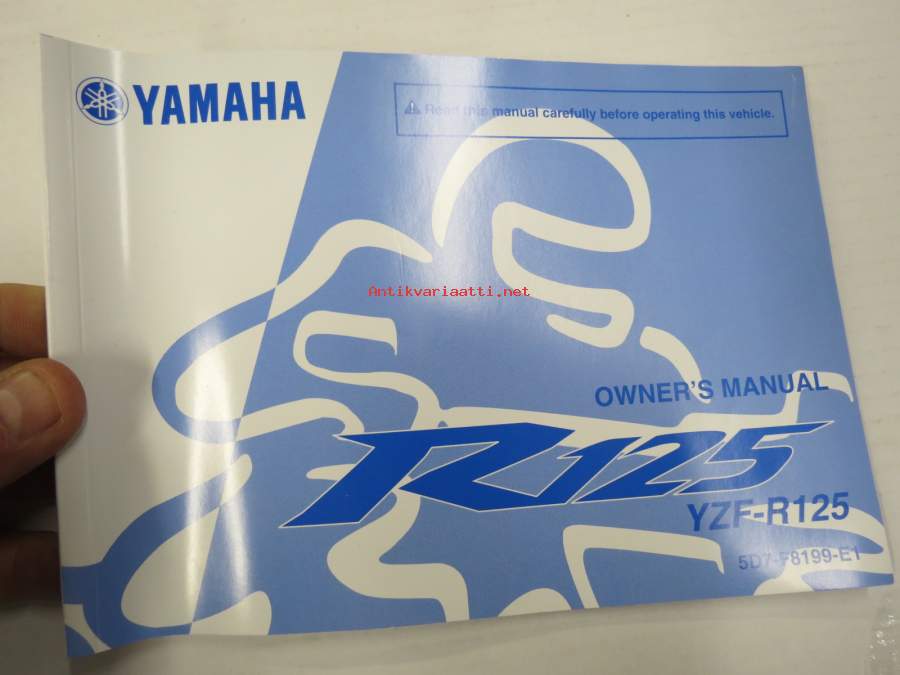 YAMAHA
Read this manual carefully before operating this vehicle.
Antikvariaatti.net
OWNER'S MANUAL
R125
YZF-R125
5D7-F8199-E1